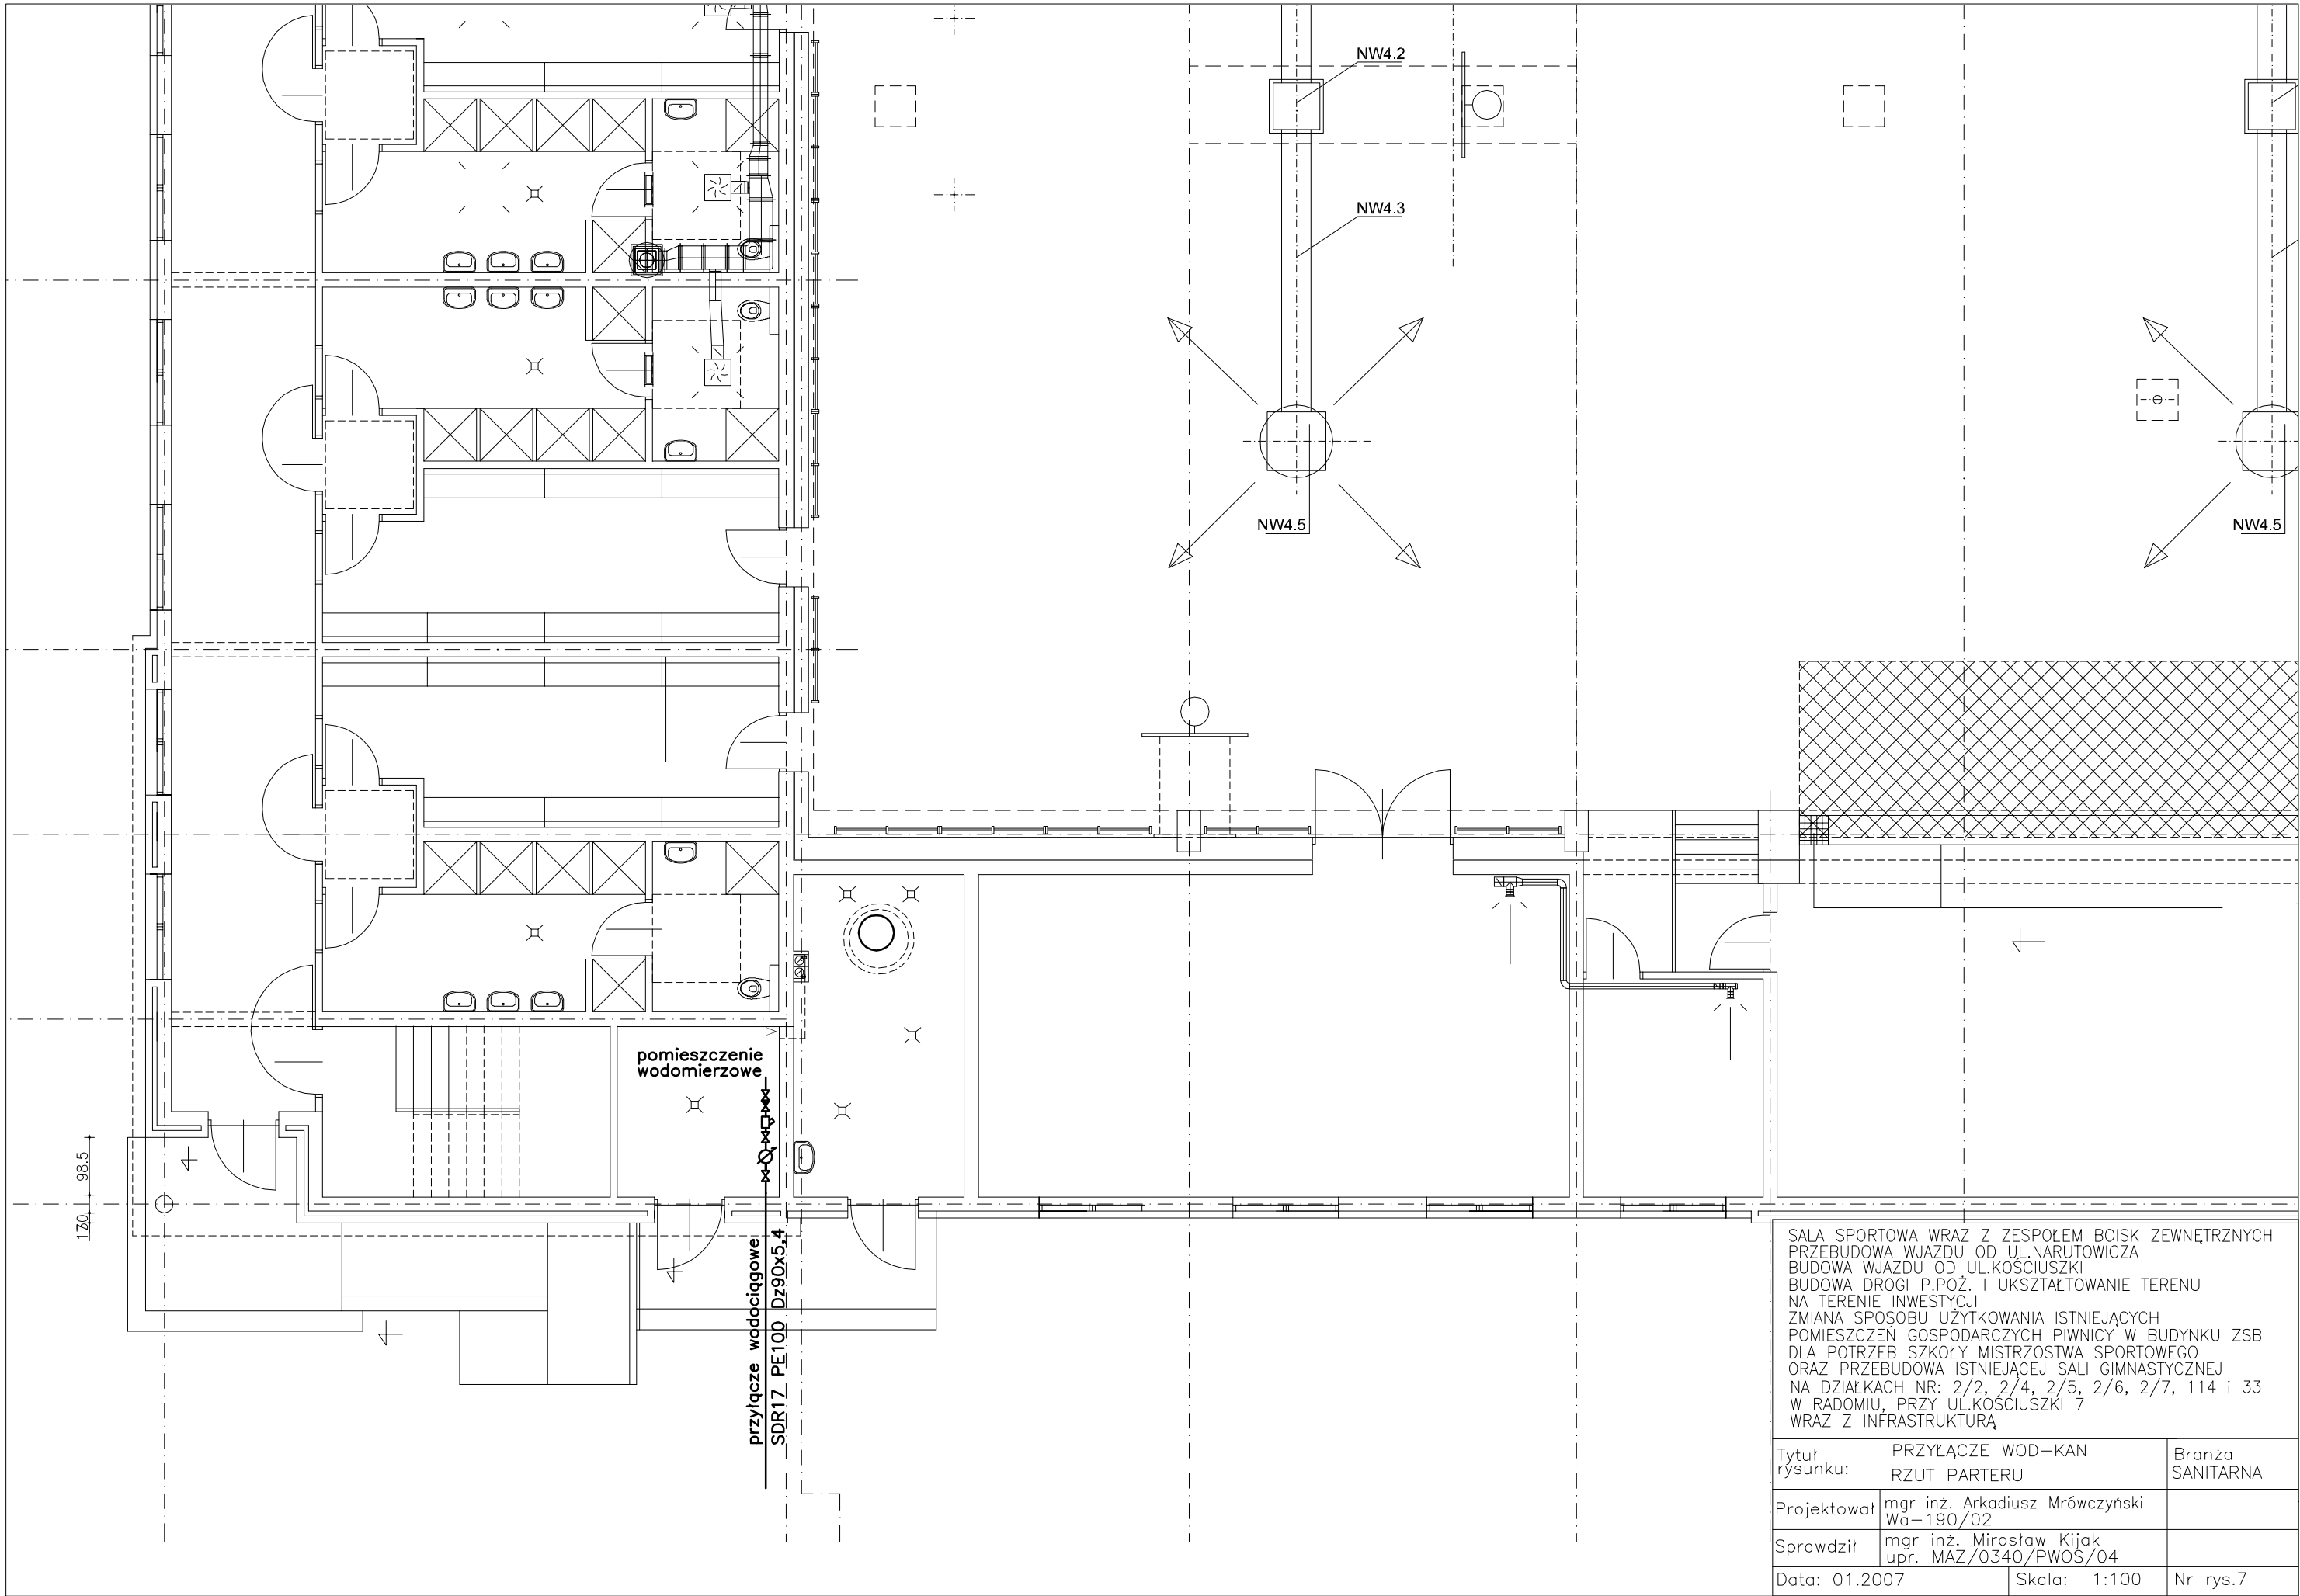 NW4.2
NW4.3
NW4.5
NW4.5
pomieszczenie
wodomierzowe
przyłącze wodociągowe
SDR17 PE100 Dz90x5,4
98.5
SALA SPORTOWA WRAZ Z ZESPOŁEM BOISK ZEWNĘTRZNYCH
PRZEBUDOWA WJAZDU OD UL.NARUTOWICZA
BUDOWA WJAZDU OD UL.KOŚCIUSZKI
BUDOWA DROGI P.POŻ. I UKSZTAŁTOWANIE TERENU
NA TERENIE INWESTYCJI
ZMIANA SPOSOBU UŻYTKOWANIA ISTNIEJĄCYCH
POMIESZCZEŃ GOSPODARCZYCH PIWNICY W BUDYNKU ZSB
DLA POTRZEB SZKOŁY MISTRZOSTWA SPORTOWEGO
ORAZ PRZEBUDOWA ISTNIEJĄCEJ SALI GIMNASTYCZNEJ
NA DZIAŁKACH NR: 2/2, 2/4, 2/5, 2/6, 2/7, 114 i 33
W RADOMIU, PRZY UL.KOŚCIUSZKI 7
WRAZ Z INFRASTRUKTURĄ
Tytuł rysunku:
PRZYŁĄCZE WOD-KAN
RZUT PARTERU
Branża
SANITARNA
Projektował
mgr inż. Arkadiusz Mrówczyński
Wa-190/02
Sprawdził
mgr inż. Mirosław Kijak
upr. MAZ/0340/PWOS/04
Data: 01.2007
Skala: 1:100
Nr rys.7